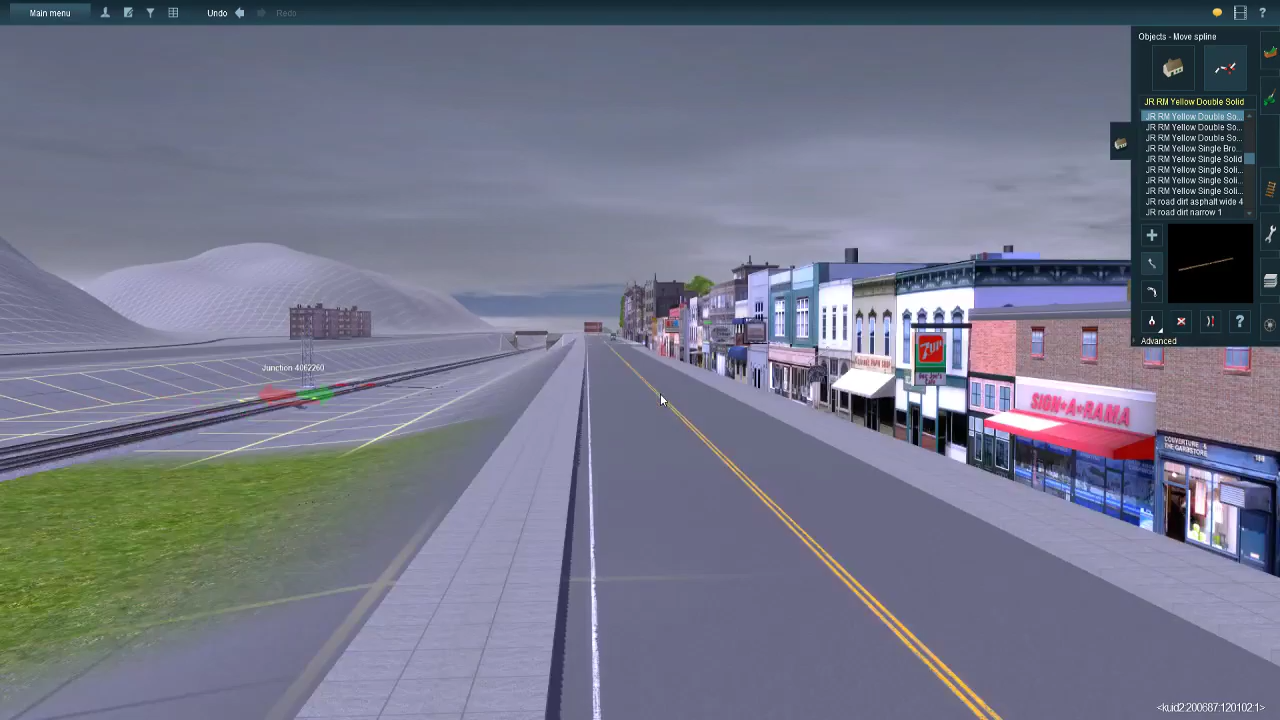 Main menu
Undo
Redo
?
Objects - Move spline
JR RM Yellow Double Solid
JR RM Yellow Double So...
JR RM Yellow Double So...
JR RM Yellow Double So...
JR RM Yellow Single Bro...
JR RM Yellow Single Solid
JR RM Yellow Single Soli...
JR RM Yellow Single Soli...
JR RM Yellow Single Soli...
JR road dirt asphalt wide 4
JR road dirt narrow 1
?
Advanced
Junction 4062260
7up
SIGN*A*RAMA
COUVERTURE &
THE GARBSTORE
<kuid2:200687:120102:1>